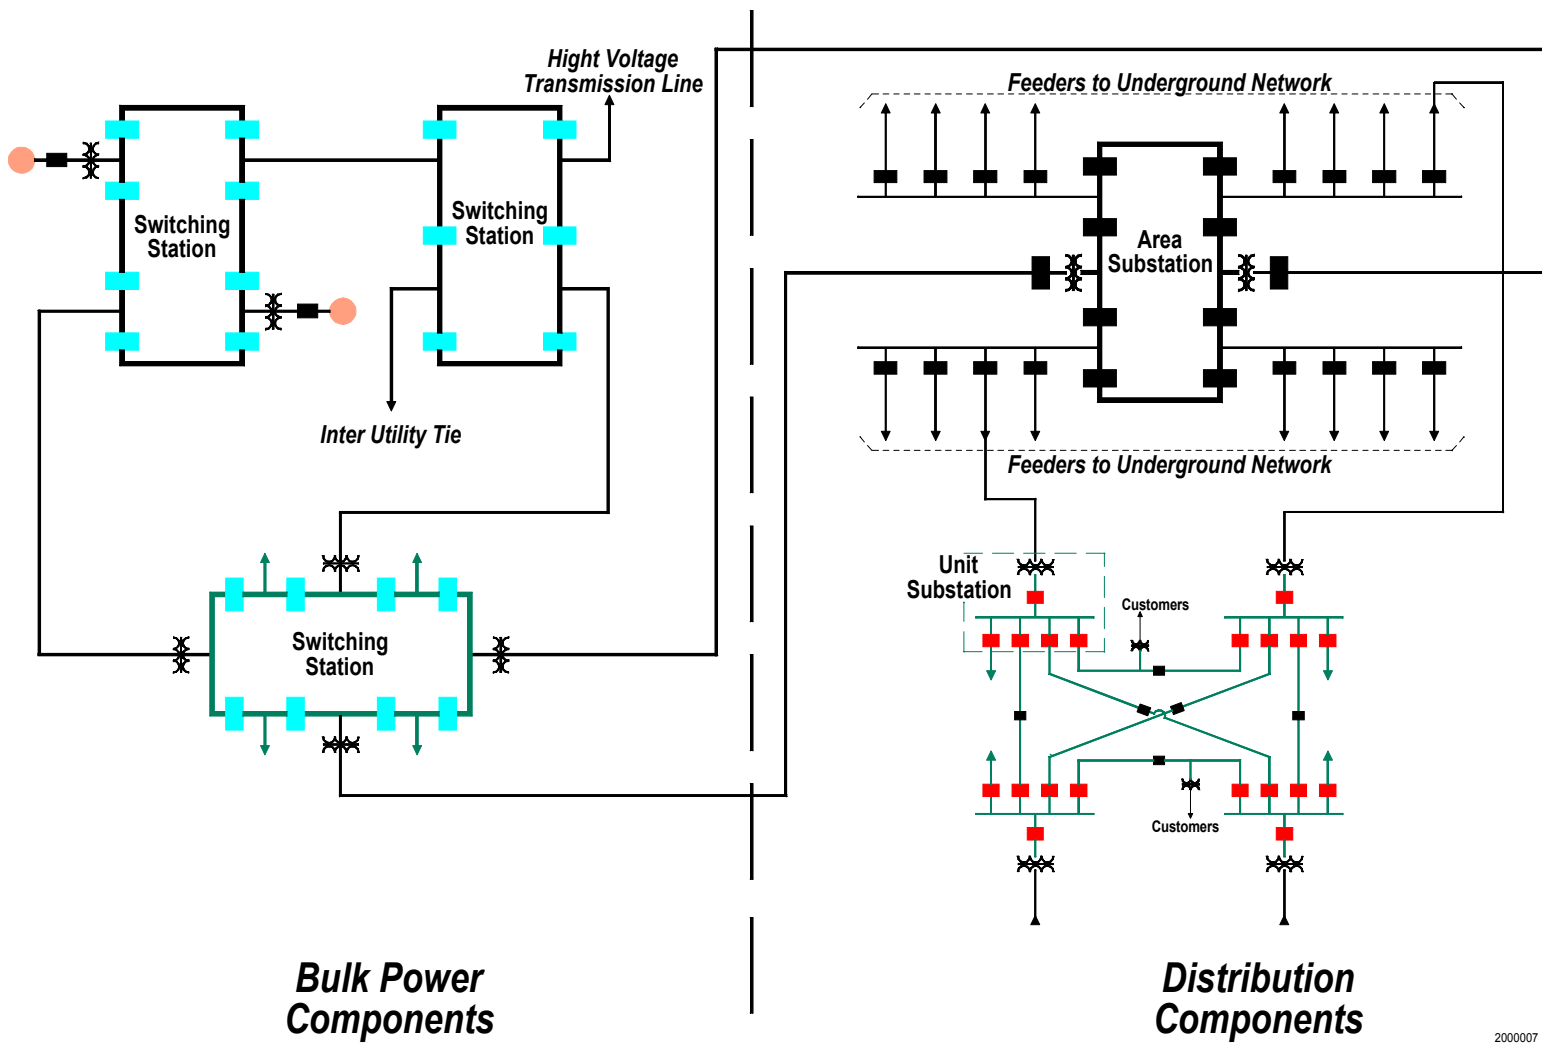 Hight Voltage
Transmission Line
Switching
Station
Switching
Station
Inter Utility Tie
Switching
Station
Feeders to Underground Network
Area
Substation
Feeders to Underground Network
Unit
Substation
Customers
Customers
Bulk Power
Components
Distribution
Components
2000007